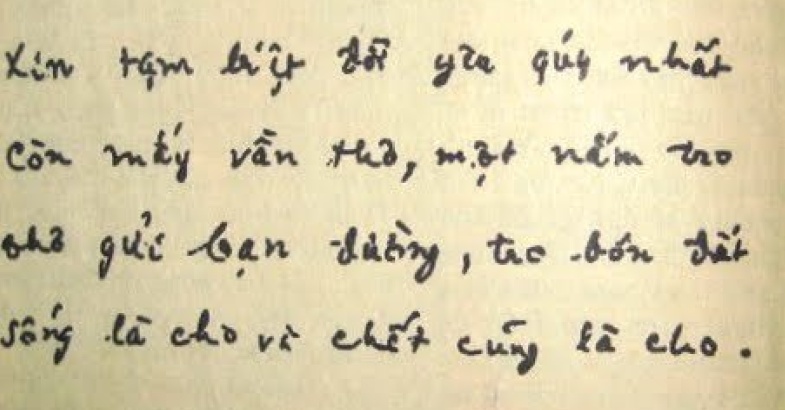 Xin tạm biệt đời yêu qúy nhất
Còn mấy vần thơ, một nắm tro
thơ gửi bạn đường, tro bón đất
Sống là cho và chết cũng là cho.